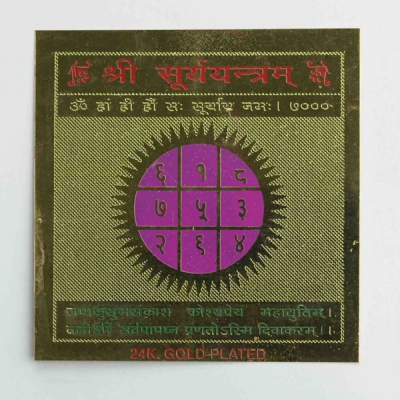 श्री सूर्ययन्त्रम्
ॐ ह्रां ह्रीं ह्रौं सः सूर्याय नमः। ७०००
६ १ ८
७ ५ ३
२ ६ ४
जपाकुसुमसंकाशं काश्यपेयं महाद्युतिम्।
तमोऽरिं सर्वपापघ्नं प्रणतोऽस्मि दिवाकरम्।।
24K. GOLD-PLATED